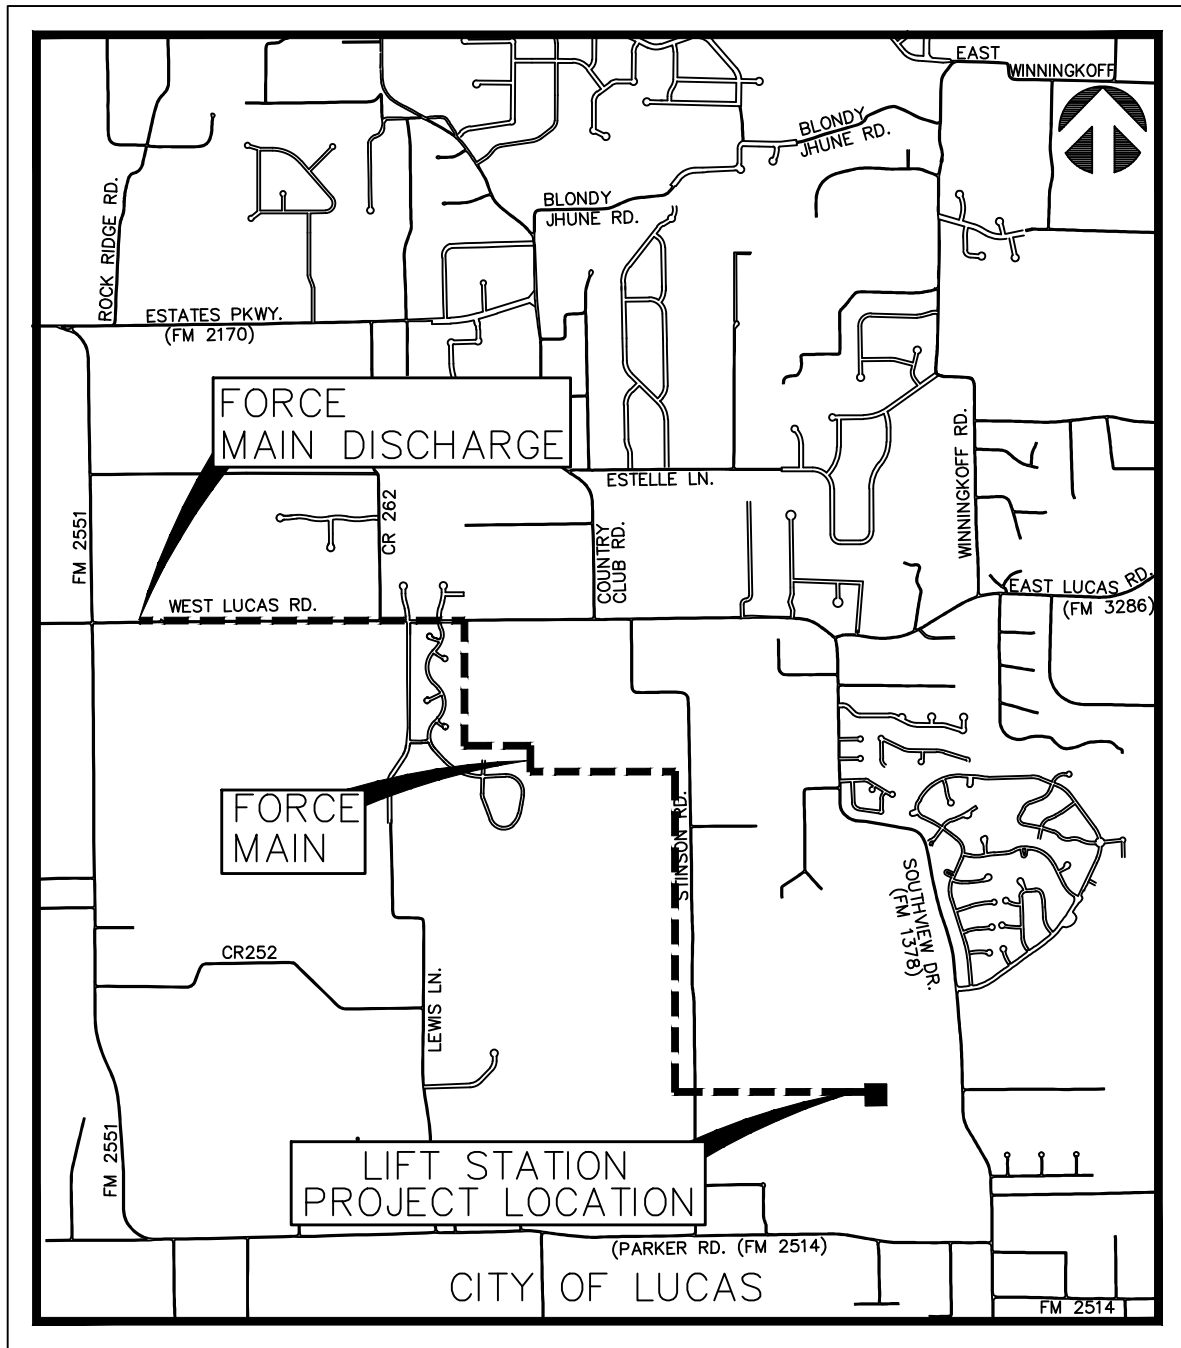 EAST
WINNINGKOFF
BLONDY
JHUNE RD.
ROCK RIDGE RD.
BLONDY
JHUNE RD.
ESTATES PKWY.
(FM 2170)
FORCE
MAIN DISCHARGE
WINNINGKOFF RD.
ESTELLE LN.
FM 2551
CR 262
COUNTRY
CLUB RD.
WEST LUCAS RD.
EAST LUCAS RD.
(FM 3286)
FORCE
MAIN
STINSON RD.
SOUTHVIEW DR.
(FM 1378)
CR252
LEWIS LN.
FM 2551
LIFT STATION
PROJECT LOCATION
(PARKER RD. (FM 2514)
CITY OF LUCAS
FM 2514